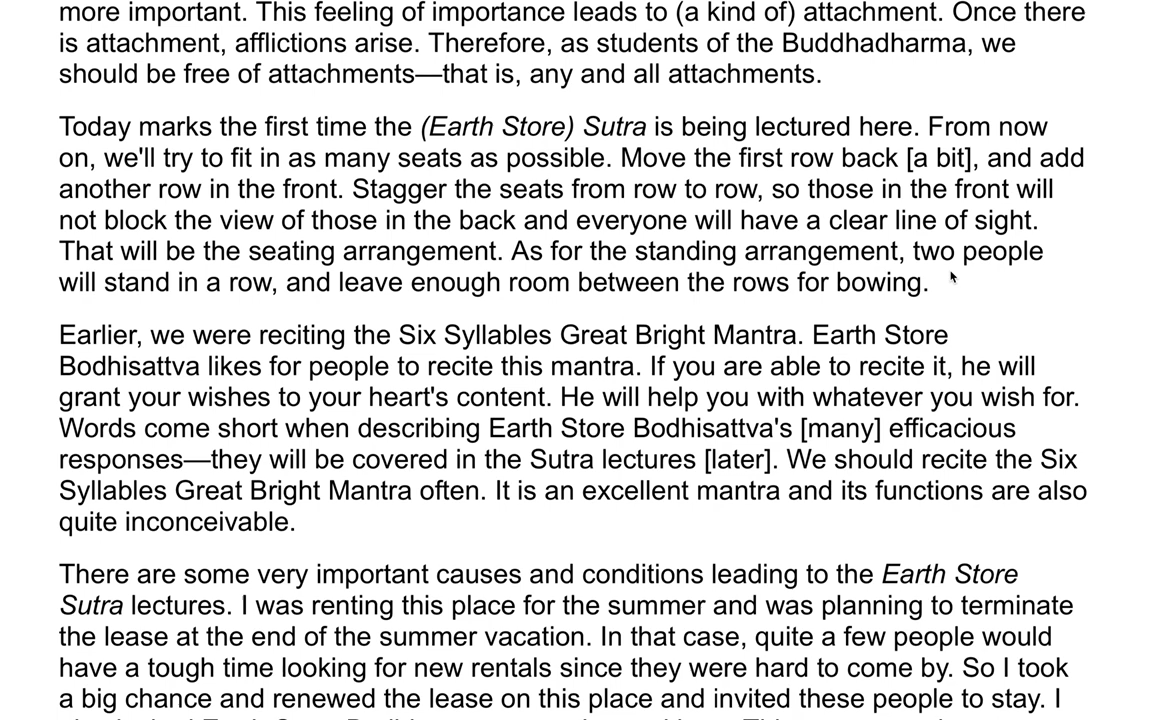 more important. This feeling of importance leads to (a kind of) attachment. Once there
is attachment, afflictions arise. Therefore, as students of the Buddhadharma, we
should be free of attachments—that is, any and all attachments.
Today marks the first time the (Earth Store) Sutra is being lectured here. From now
on, we'll try to fit in as many seats as possible. Move the first row back [a bit], and add
another row in the front. Stagger the seats from row to row, so those in the front will
not block the view of those in the back and everyone will have a clear line of sight.
That will be the seating arrangement. As for the standing arrangement, two people
will stand in a row, and leave enough room between the rows for bowing.
Earlier, we were reciting the Six Syllables Great Bright Mantra. Earth Store
Bodhisattva likes for people to recite this mantra. If you are able to recite it, he will
grant your wishes to your heart's content. He will help you with whatever you wish for.
Words come short when describing Earth Store Bodhisattva's [many] efficacious
responses—they will be covered in the Sutra lectures [later]. We should recite the Six
Syllables Great Bright Mantra often. It is an excellent mantra and its functions are also
quite inconceivable.
There are some very important causes and conditions leading to the Earth Store
Sutra lectures. I was renting this place for the summer and was planning to terminate
the lease at the end of the summer vacation. In that case, quite a few people would
have a tough time looking for new rentals since they were hard to come by. So I took
a big chance and renewed the lease on this place and invited these people to stay. I